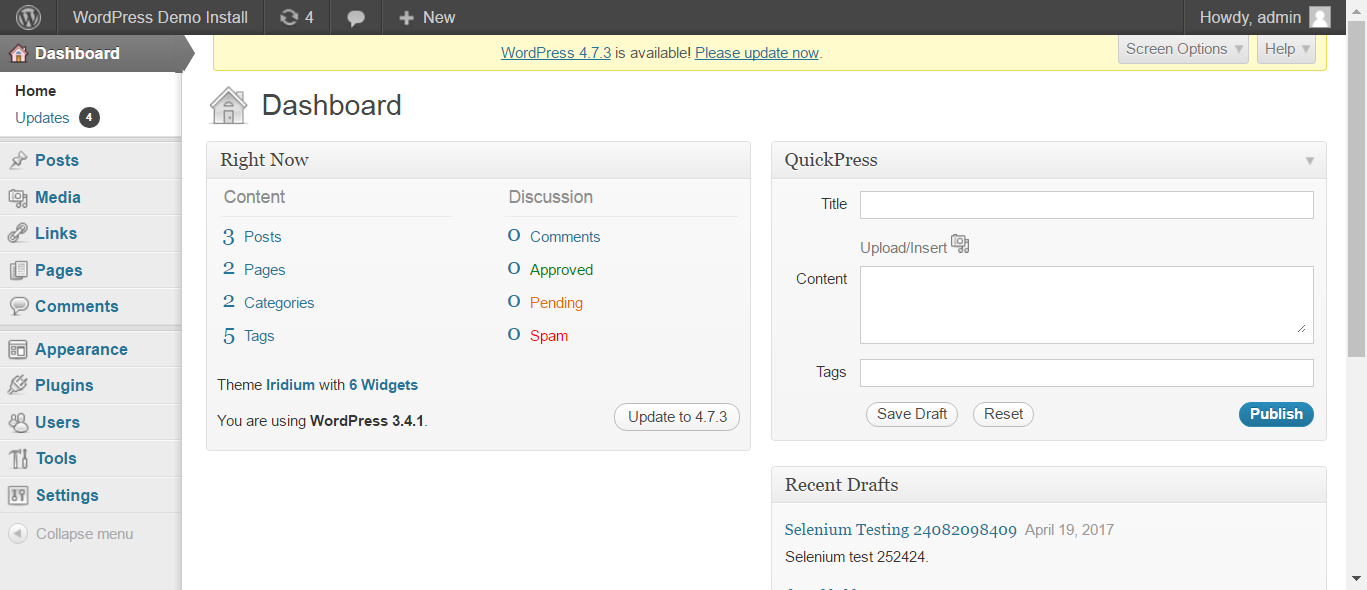 WordPress Demo Install 4 New Howdy, admin
Dashboard
Home
Updates 4
Posts
Media
Links
Pages
Comments
Appearance
Plugins
Users
Tools
Settings
Collapse menu
WordPress 4.7.3 is available! Please update now.
Screen Options Help
Dashboard
Right Now
Content
3 Posts
2 Pages
2 Categories
5 Tags
Discussion
0 Comments
0 Approved
0 Pending
0 Spam
Theme Iridium with 6 Widgets
You are using WordPress 3.4.1.
Update to 4.7.3
QuickPress
Title
Upload/Insert
Content
Tags
Save Draft Reset Publish
Recent Drafts
Selenium Testing 24082098409 April 19, 2017
Selenium test 252424.